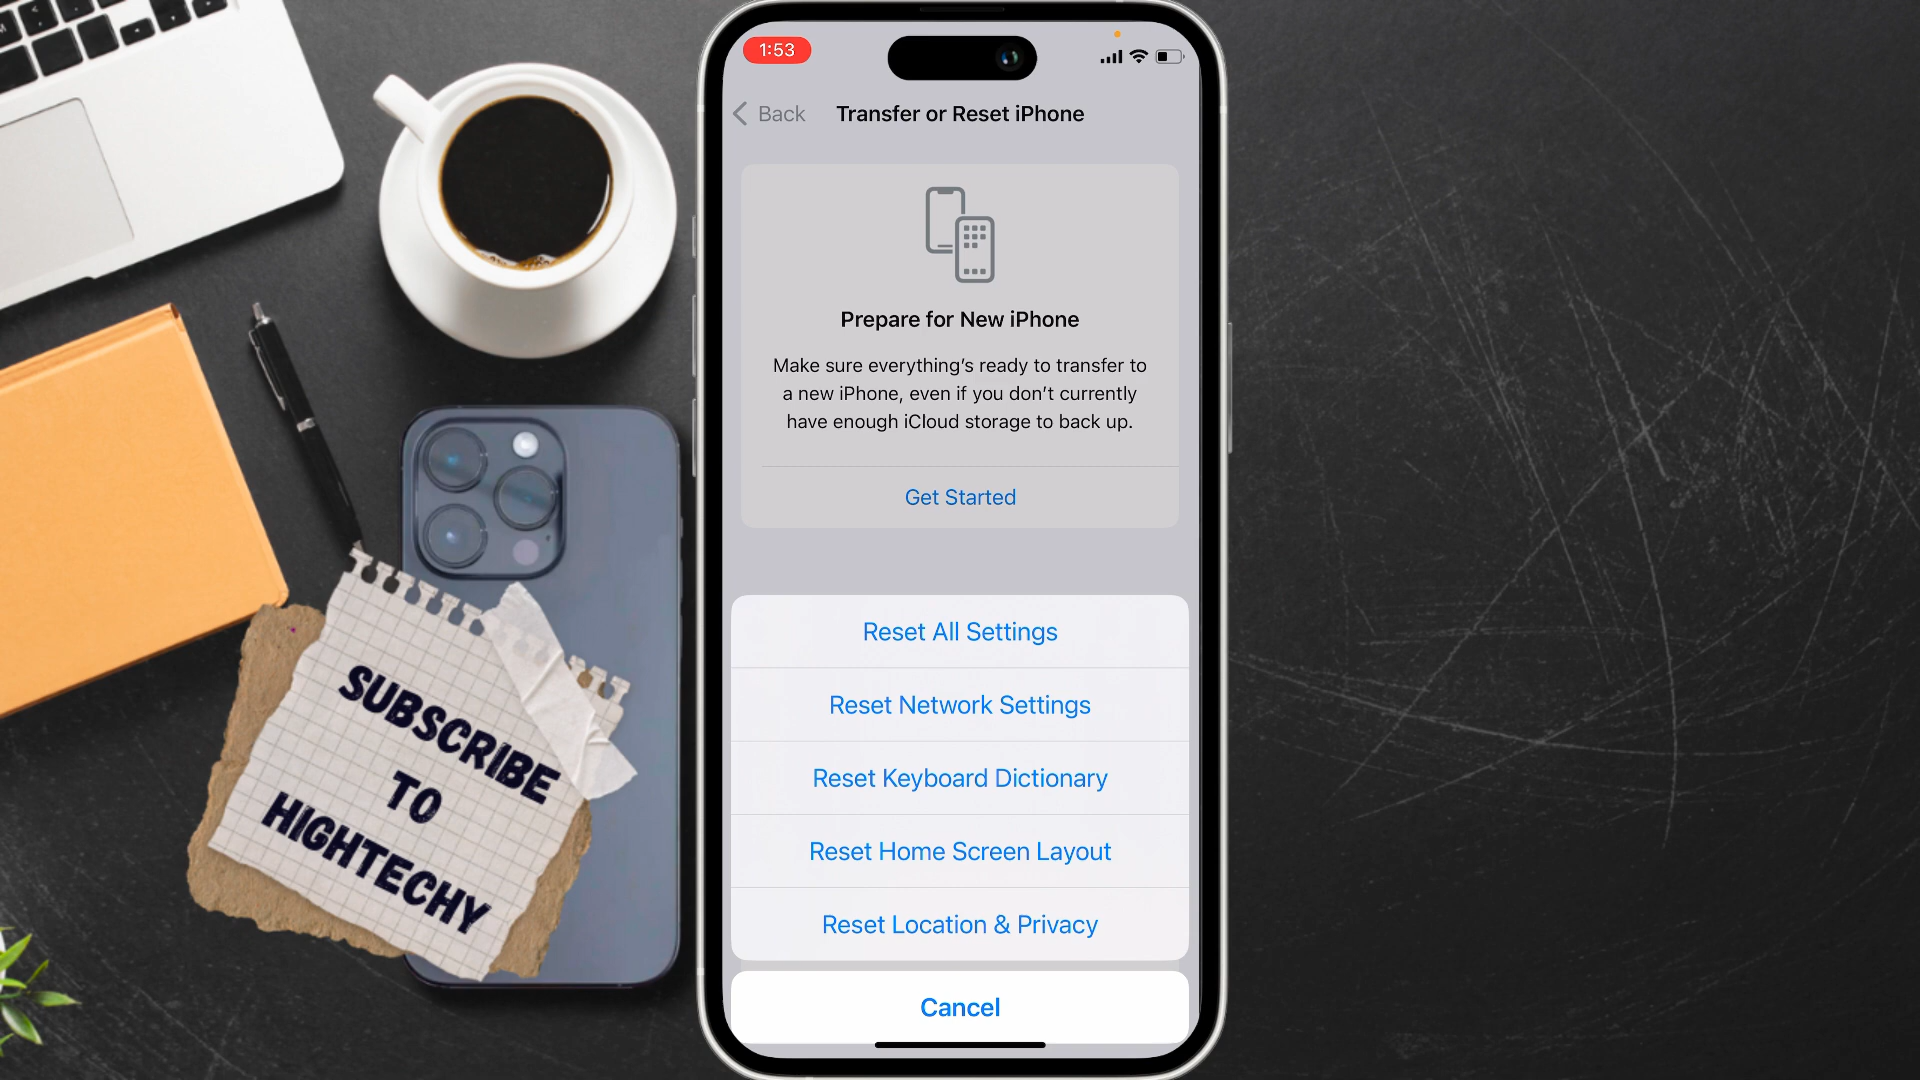 1:53
Back
Transfer or Reset iPhone
Prepare for New iPhone
Make sure everything's ready to transfer to
a new iPhone, even if you don't currently
have enough iCloud storage to back up.
Get Started
Reset All Settings
Reset Network Settings
Reset Keyboard Dictionary
Reset Home Screen Layout
Reset Location & Privacy
Cancel
SUBSCRIBE
TO
HIGHTECHY